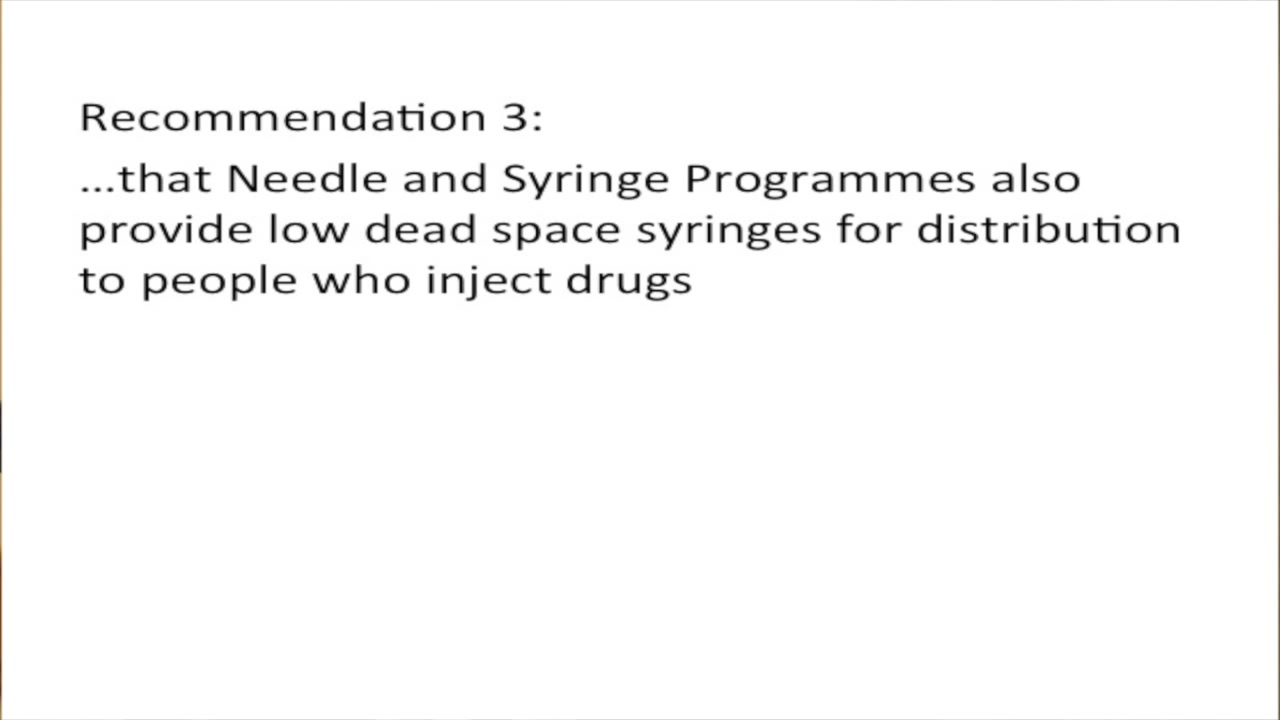 Recommendation 3:
...that Needle and Syringe Programmes also
provide low dead space syringes for distribution
to people who inject drugs